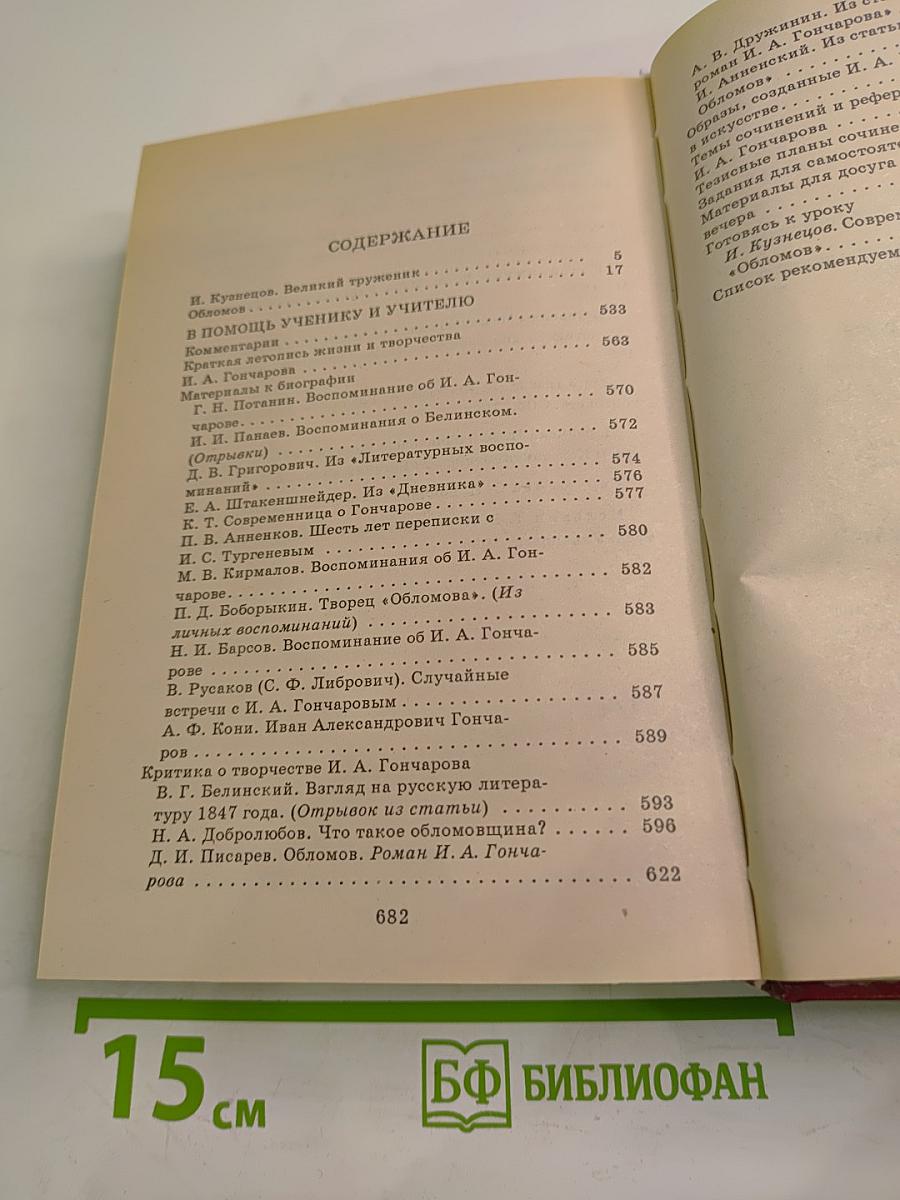 СОДЕРЖАНИЕ
И. Кузнецов. Великий труженик . . . . . . . . . . . . . . . 5
Обломов . . . . . . . . . . . . . . . . . . . . . . . . . . . . . . 17
В ПОМОЩЬ УЧЕНИКУ И УЧИТЕЛЮ
Комментарии . . . . . . . . . . . . . . . . . . . . . . . . . . 533
Краткая летопись жизни и творчества
И. А. Гончарова . . . . . . . . . . . . . . . . . . . . . . . . 563
Материалы к биографии
Г. Н. Потанин. Воспоминание об И. А. Гон-
чарове. . . . . . . . . . . . . . . . . . . . . . . . . . . . . . 570
И. И. Панаев. Воспоминания о Белинском.
(Отрывки) . . . . . . . . . . . . . . . . . . . . . . . . . . . 572
Д. В. Григорович. Из «Литературных воспо-
минаний» . . . . . . . . . . . . . . . . . . . . . . . . . . . 574
Е. А. Штакеншнейдер. Из «Дневника» . . . . . . . . 576
К. Т. Современница о Гончарове . . . . . . . . . . . . 577
П. В. Анненков. Шесть лет переписки с
И. С. Тургеневым . . . . . . . . . . . . . . . . . . . . . . 580
М. В. Кирмалов. Воспоминания об И. А. Гон-
чарове. . . . . . . . . . . . . . . . . . . . . . . . . . . . . . 582
П. Д. Боборыкин. Творец «Обломова». (Из
личных воспоминаний) . . . . . . . . . . . . . . . . . . 583
Н. И. Барсов. Воспоминание об И. А. Гонча-
рове . . . . . . . . . . . . . . . . . . . . . . . . . . . . . . . 585
В. Русаков (С. Ф. Либрович). Случайные
встречи с И. А. Гончаровым . . . . . . . . . . . . . . . 587
А. Ф. Кони. Иван Александрович Гонча-
ров . . . . . . . . . . . . . . . . . . . . . . . . . . . . . . . . 589
Критика о творчестве И. А. Гончарова
В. Г. Белинский. Взгляд на русскую литера-
туру 1847 года. (Отрывок из статьи) . . . . . . . . . 593
Н. А. Добролюбов. Что такое обломовщина? . . . . . . 596
Д. И. Писарев. Обломов. Роман И. А. Гонча-
рова . . . . . . . . . . . . . . . . . . . . . . . . . . . . . . . 622
682
А. В. Дружинин. Из
роман И. А. Гончарова»
И. Анненский. Из
Обломов» . . . . . . . .
Образы, созданные И. А.
в искусстве. . . . . . . .
Темы сочинений и
И. А. Гончарова . . . . .
Тезисные планы
Задания для
Материалы для досуга
вечера . . . . . . . . . .
Готовясь к уроку
И. Кузнецов.
«Обломов». . . . . . .
Список
15 см
БФ БИБЛИОФАН